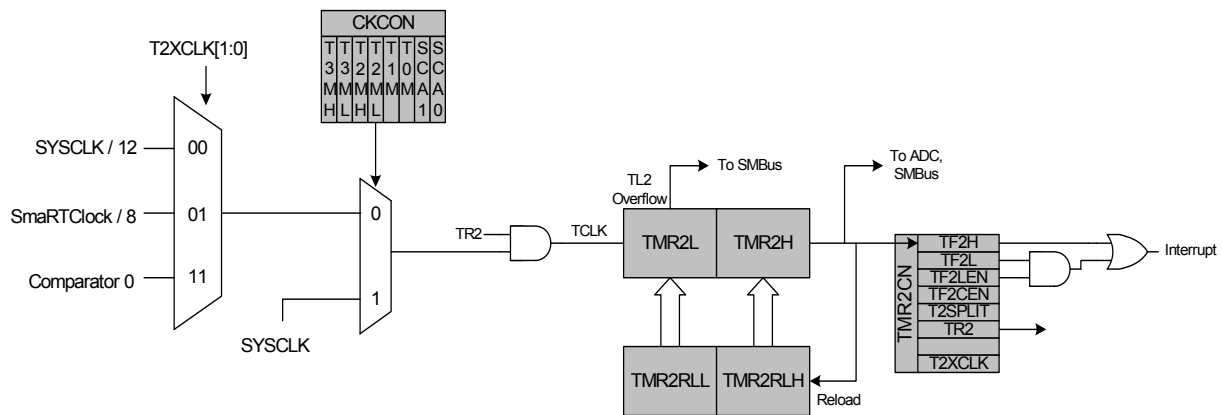 CKCON
T3MH
T3ML
T2MH
T2ML
T1M
T0M
SCA1
SCA0
T2XCLK[1:0]
SYSCLK / 12
00
SmaRTClock / 8
01
Comparator 0
11
0
1
SYSCLK
TR2
TCLK
TL2
Overflow
To SMBus
To ADC,
SMBus
TMR2L
TMR2H
TMR2RLL
TMR2RLH
Reload
TMR2CN
TF2H
TF2L
TF2LEN
TF2CEN
T2SPLIT
TR2
T2XCLK
Interrupt